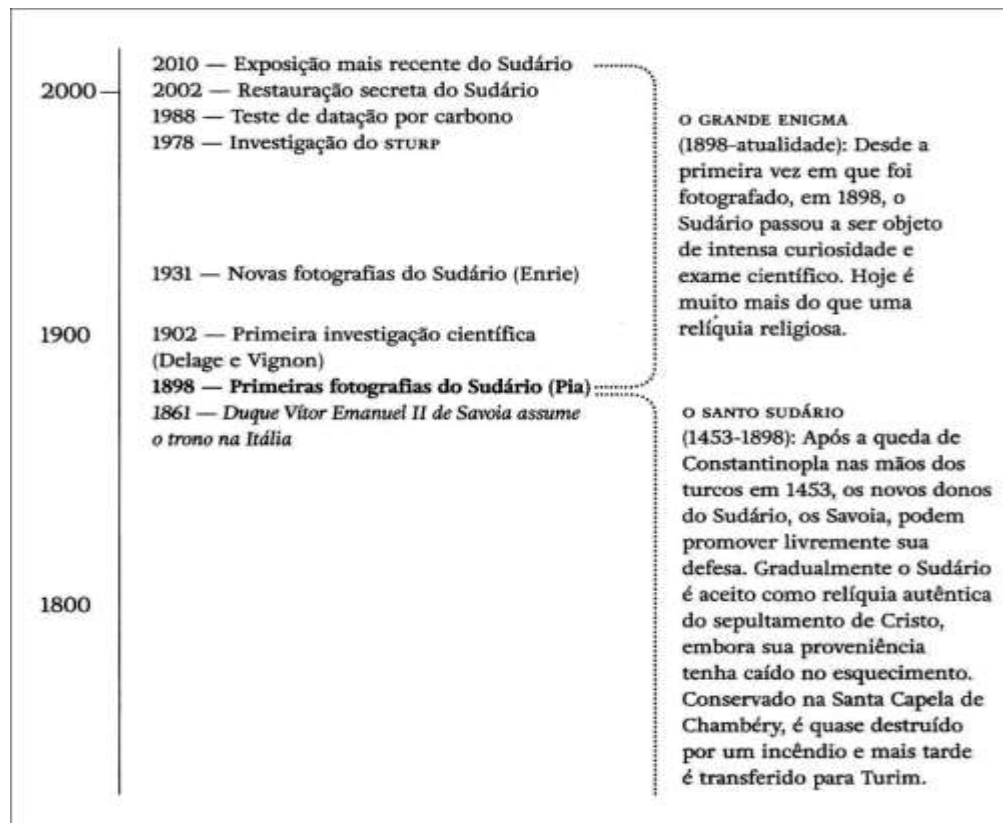 2010 — Exposição mais recente do Sudário
2000
2002 — Restauração secreta do Sudário
1988 — Teste de datação por carbono
1978 — Investigação do STURP
1931 — Novas fotografias do Sudário (Enrie)
1900
1902 — Primeira investigação científica
(Delage e Vignon)
1898 — Primeiras fotografias do Sudário (Pia)
1861 — Duque Vítor Emanuel II de Savoia assume
o trono na Itália
1800
O GRANDE ENIGMA
(1898-atualidade): Desde a
primeira vez em que foi
fotografado, em 1898, o
Sudário passou a ser objeto
de intensa curiosidade e
exame científico. Hoje é
muito mais do que uma
relíquia religiosa.
O SANTO SUDÁRIO
(1453-1898): Após a queda de
Constantinopla nas mãos dos
turcos em 1453, os novos donos
do Sudário, os Savoia, podem
promover livremente sua
defesa. Gradualmente o Sudário
é aceito como relíquia autêntica
do sepultamento de Cristo,
embora sua proveniência
tenha caído no esquecimento.
Conservado na Santa Capela de
Chambéry, é quase destruído
por um incêndio e mais tarde
é transferido para Turim.